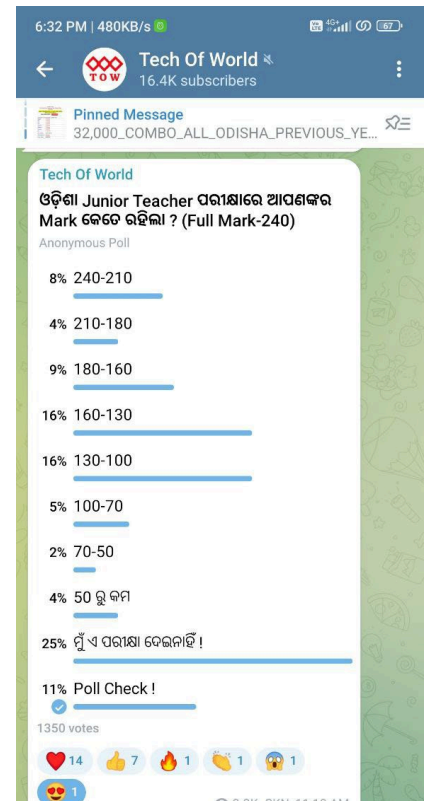 6:32 PM | 480KB/s
4G+
67
Tech Of World
16.4K subscribers
TOW
Pinned Message
32,000_COMBO_ALL_ODISHA_PREVIOUS_YE...
Tech Of World
ଓଡ଼ିଶା Junior Teacher ପରୀକ୍ଷାରେ ଆପଣଙ୍କର
Mark କେତେ ରହିଲା ? (Full Mark-240)
Anonymous Poll
8% 240-210
4% 210-180
9% 180-160
16% 160-130
16% 130-100
5% 100-70
2% 70-50
4% 50 ରୁ କମ
25% ମୁଁ ଏ ପରୀକ୍ଷା ଦେଇନାହିଁ !
11% Poll Check !
1350 votes
14 7 1 1 1
1